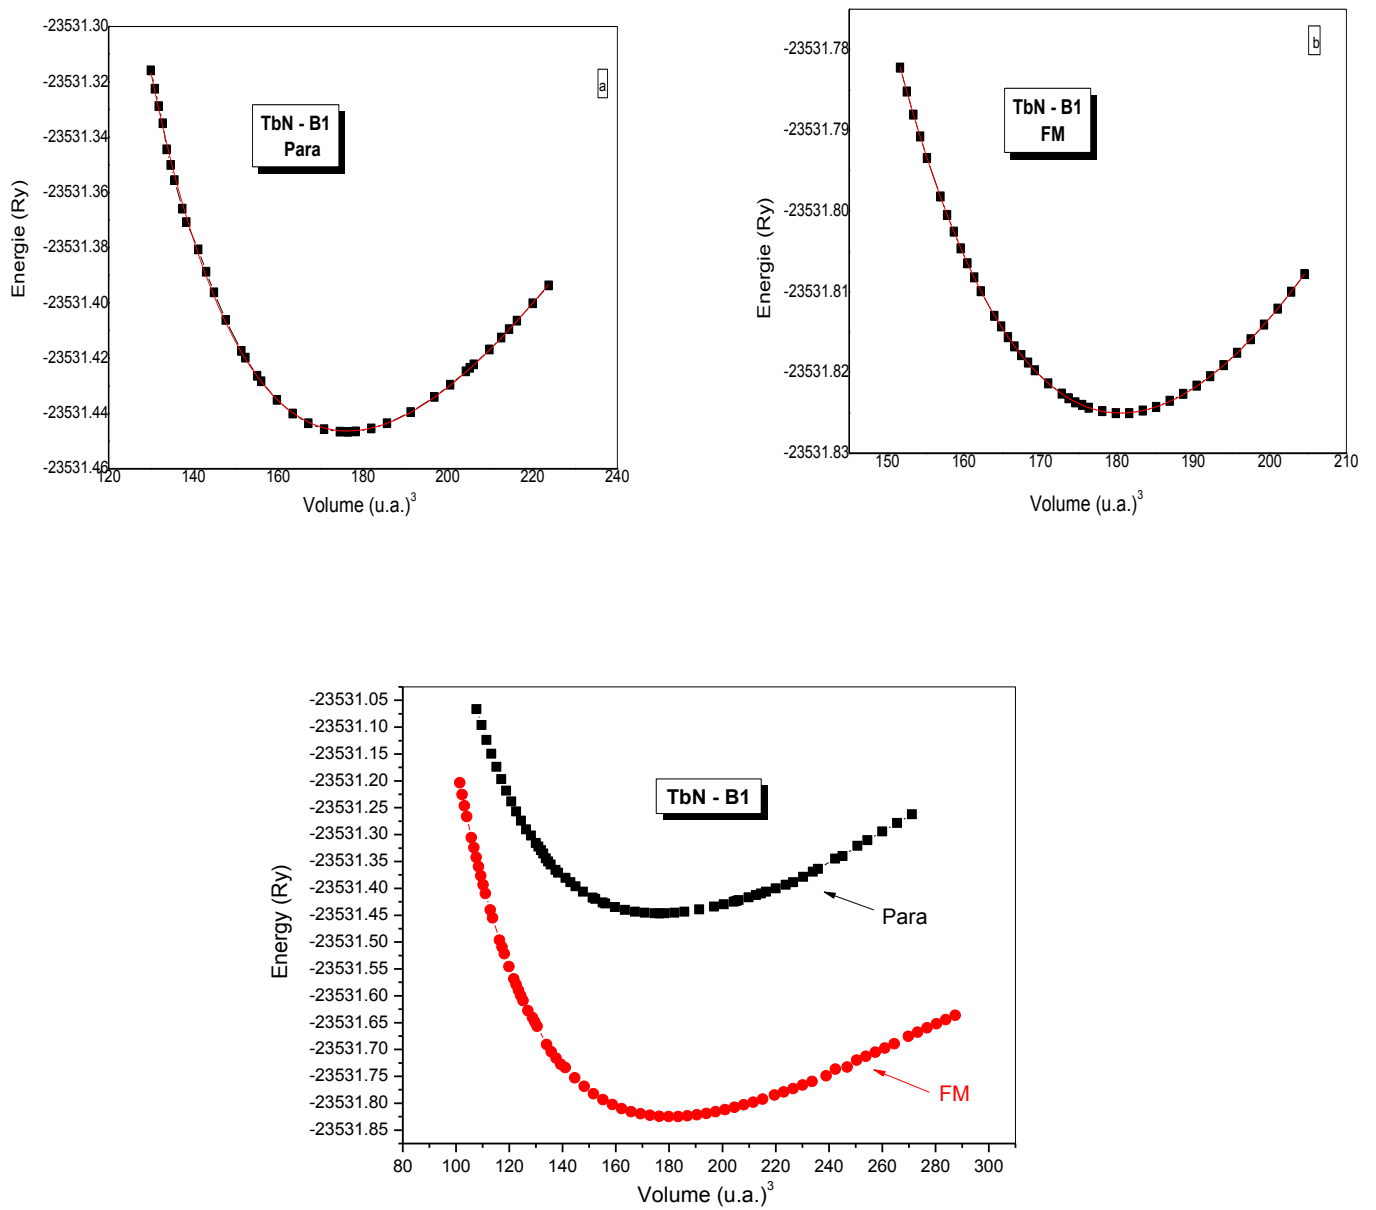 -23531.30
-23531.32
-23531.34
-23531.36
-23531.38
-23531.40
-23531.42
-23531.44
-23531.46
Energie (Ry)
TbN - B1
Para
a
120 140 160 180 200 220 240
Volume (u.a.)³
-23531.78
-23531.79
-23531.80
-23531.81
-23531.82
-23531.83
Energie (Ry)
TbN - B1
FM
b
150 160 170 180 190 200 210
Volume (u.a.)³
-23531.05
-23531.10
-23531.15
-23531.20
-23531.25
-23531.30
-23531.35
-23531.40
-23531.45
-23531.50
-23531.55
-23531.60
-23531.65
-23531.70
-23531.75
-23531.80
-23531.85
Energy (Ry)
TbN - B1
Para
FM
80 100 120 140 160 180 200 220 240 260 280 300
Volume (u.a.)³